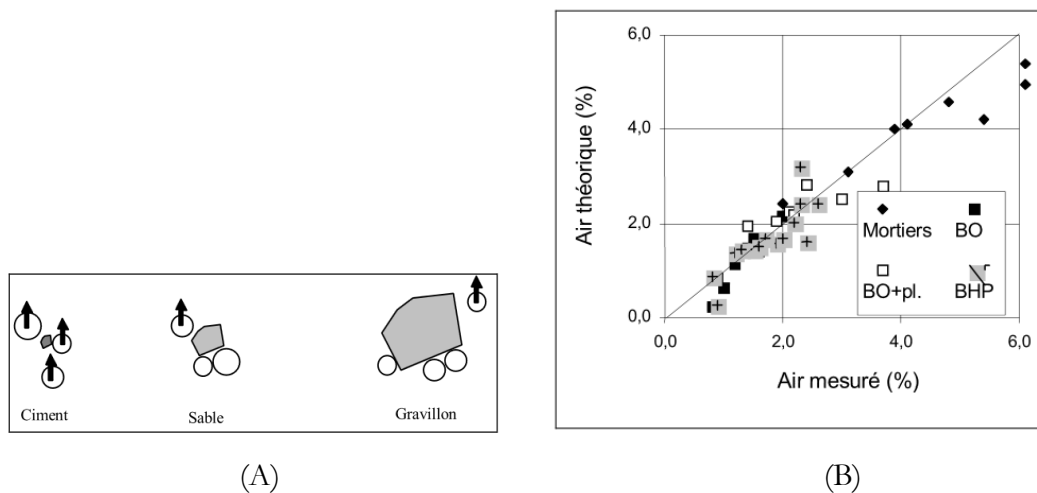 Ciment
Sable
Gravillon
(A)
Air théorique (%)
6,0
4,0
2,0
0,0
0,0
2,0
4,0
6,0
Air mesuré (%)
Mortiers
BO
BO+pl.
BHP
(B)